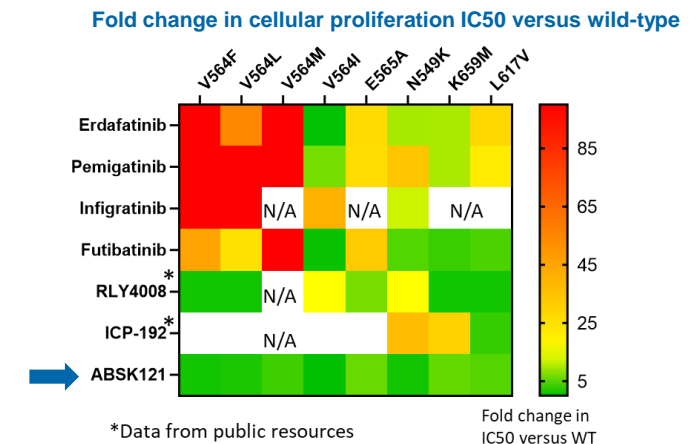 Fold change in cellular proliferation IC50 versus wild-type
V564F V564L V564M V564I E565A N549K K659M L617V
Erdafatinib
Pemigatinib
Infigratinib N/A N/A N/A
Futibatinib
RLY4008* N/A
ICP-192* N/A
ABSK121
85
65
45
25
5
Fold change in
IC50 versus WT
*Data from public resources